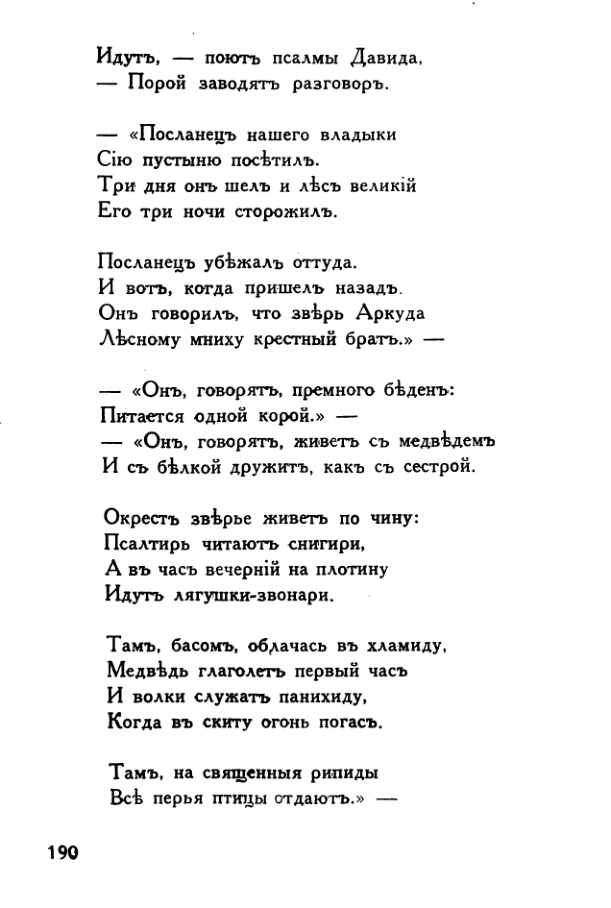 Идутъ, — поютъ псалмы Давида,
— Порой заводятъ разговоръ.
— «Посланецъ нашего владыки
Сію пустыню посѣтилъ.
Три дня онъ шелъ и лѣсъ великій
Его три ночи сторожилъ.
Посланецъ убѣжалъ оттуда.
И вотъ, когда пришелъ назадъ.
Онъ говорилъ, что звѣрь Аркуда
Лѣсному мниху крестный братъ.» —
— «Онъ, говорятъ, премного бѣденъ:
Питается одной корой.» —
— «Онъ, говорятъ, живетъ съ медвѣдемъ
И съ бѣлкой дружитъ, какъ съ сестрой.
Окрестъ звѣрье живетъ по чину:
Псалтирь читаютъ снигири,
А въ часъ вечерній на плотину
Идутъ лягушки-звонари.
Тамъ, басомъ, облачась въ хламиду,
Медвѣдь глаголетъ первый часъ
И волки служатъ панихиду,
Когда въ скиту огонь погасъ.
Тамъ, на священныя рипиды
Всѣ перья птицы отдаютъ.» —
190